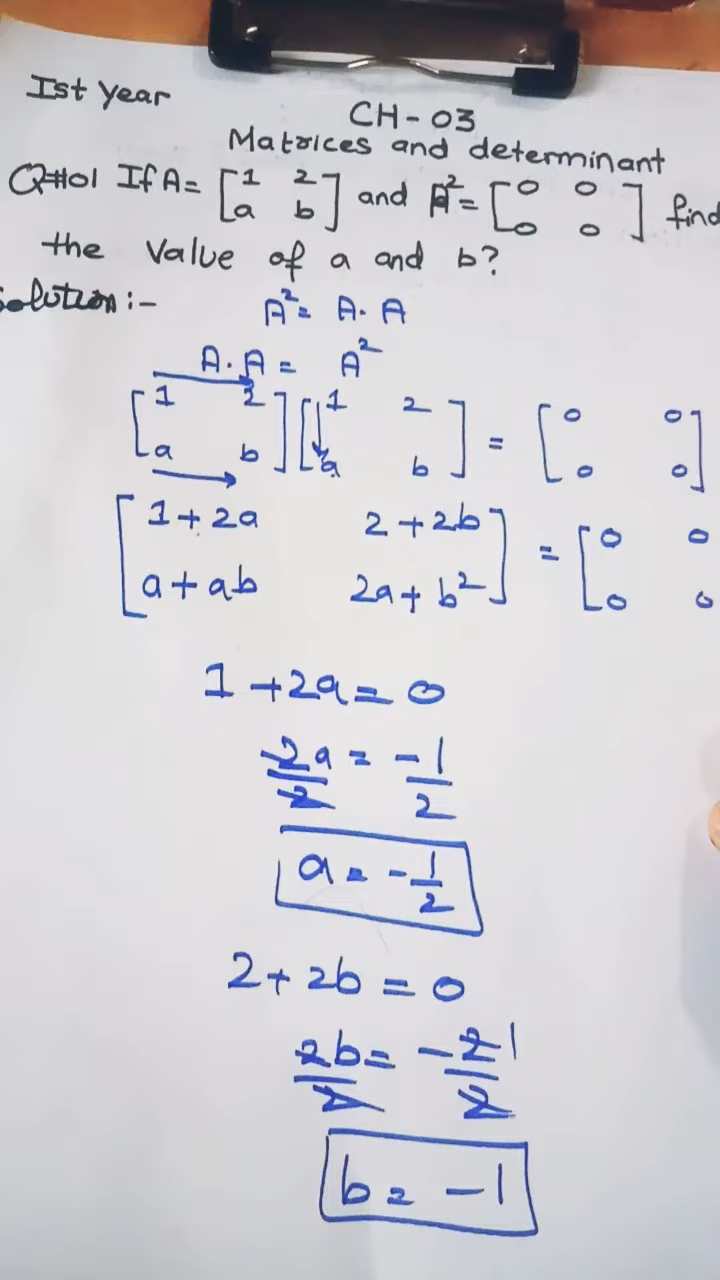 Ist Year
CH - 03
Matrices and determinant
Q#01 If A = [1 2 a b] and A² = [0 0 0 0] find
the Value of a and b?
Solution :-
A² = A . A
A . A = A²
[1 2 a b] [1 2 a b] = [0 0 0 0]
[1 + 2a 2 + 2b a + ab 2a + b²] = [0 0 0 0]
1 + 2a = 0
2a/2 = -1/2
a = -1/2
2 + 2b = 0
2b/2 = -2/2 1
b = -1